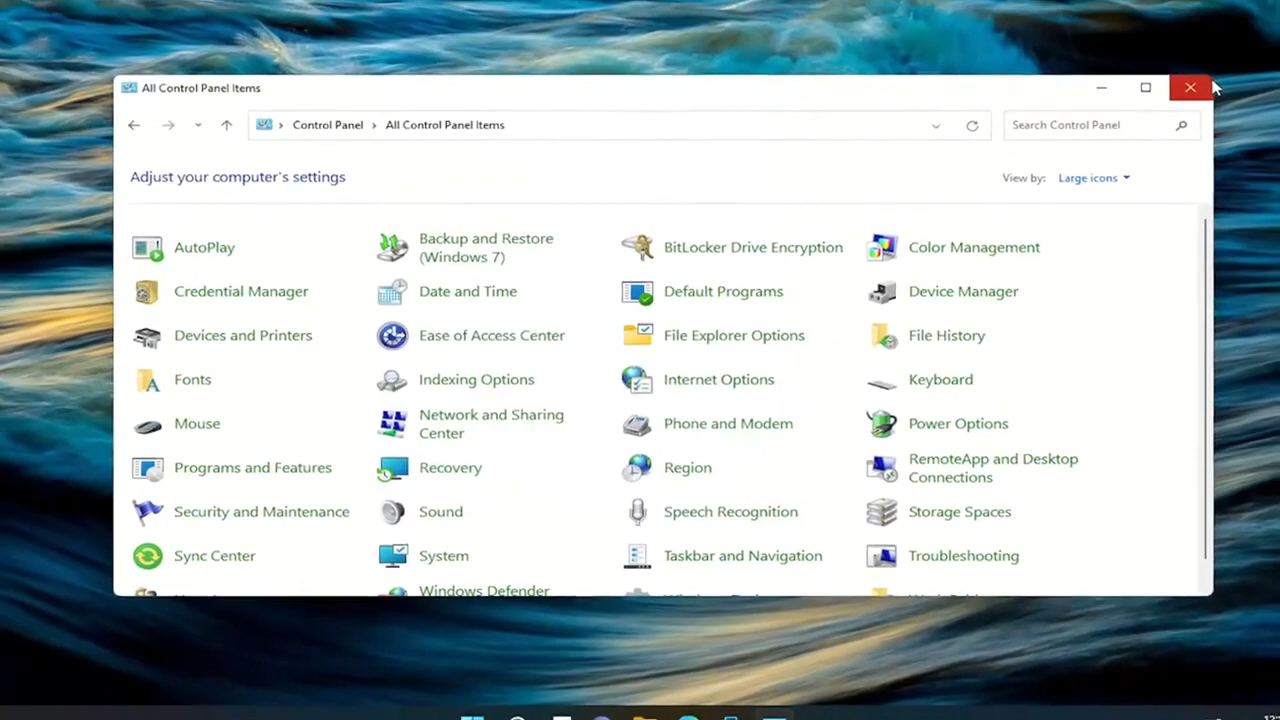 All Control Panel Items
Control Panel > All Control Panel Items
Search Control Panel
Adjust your computer's settings
View by: Large icons
AutoPlay
Backup and Restore
(Windows 7)
BitLocker Drive Encryption
Color Management
Credential Manager
Date and Time
Default Programs
Device Manager
Devices and Printers
Ease of Access Center
File Explorer Options
File History
Fonts
Indexing Options
Internet Options
Keyboard
Mouse
Network and Sharing
Center
Phone and Modem
Power Options
Programs and Features
Recovery
Region
RemoteApp and Desktop
Connections
Security and Maintenance
Sound
Speech Recognition
Storage Spaces
Sync Center
System
Taskbar and Navigation
Troubleshooting
Windows Defender